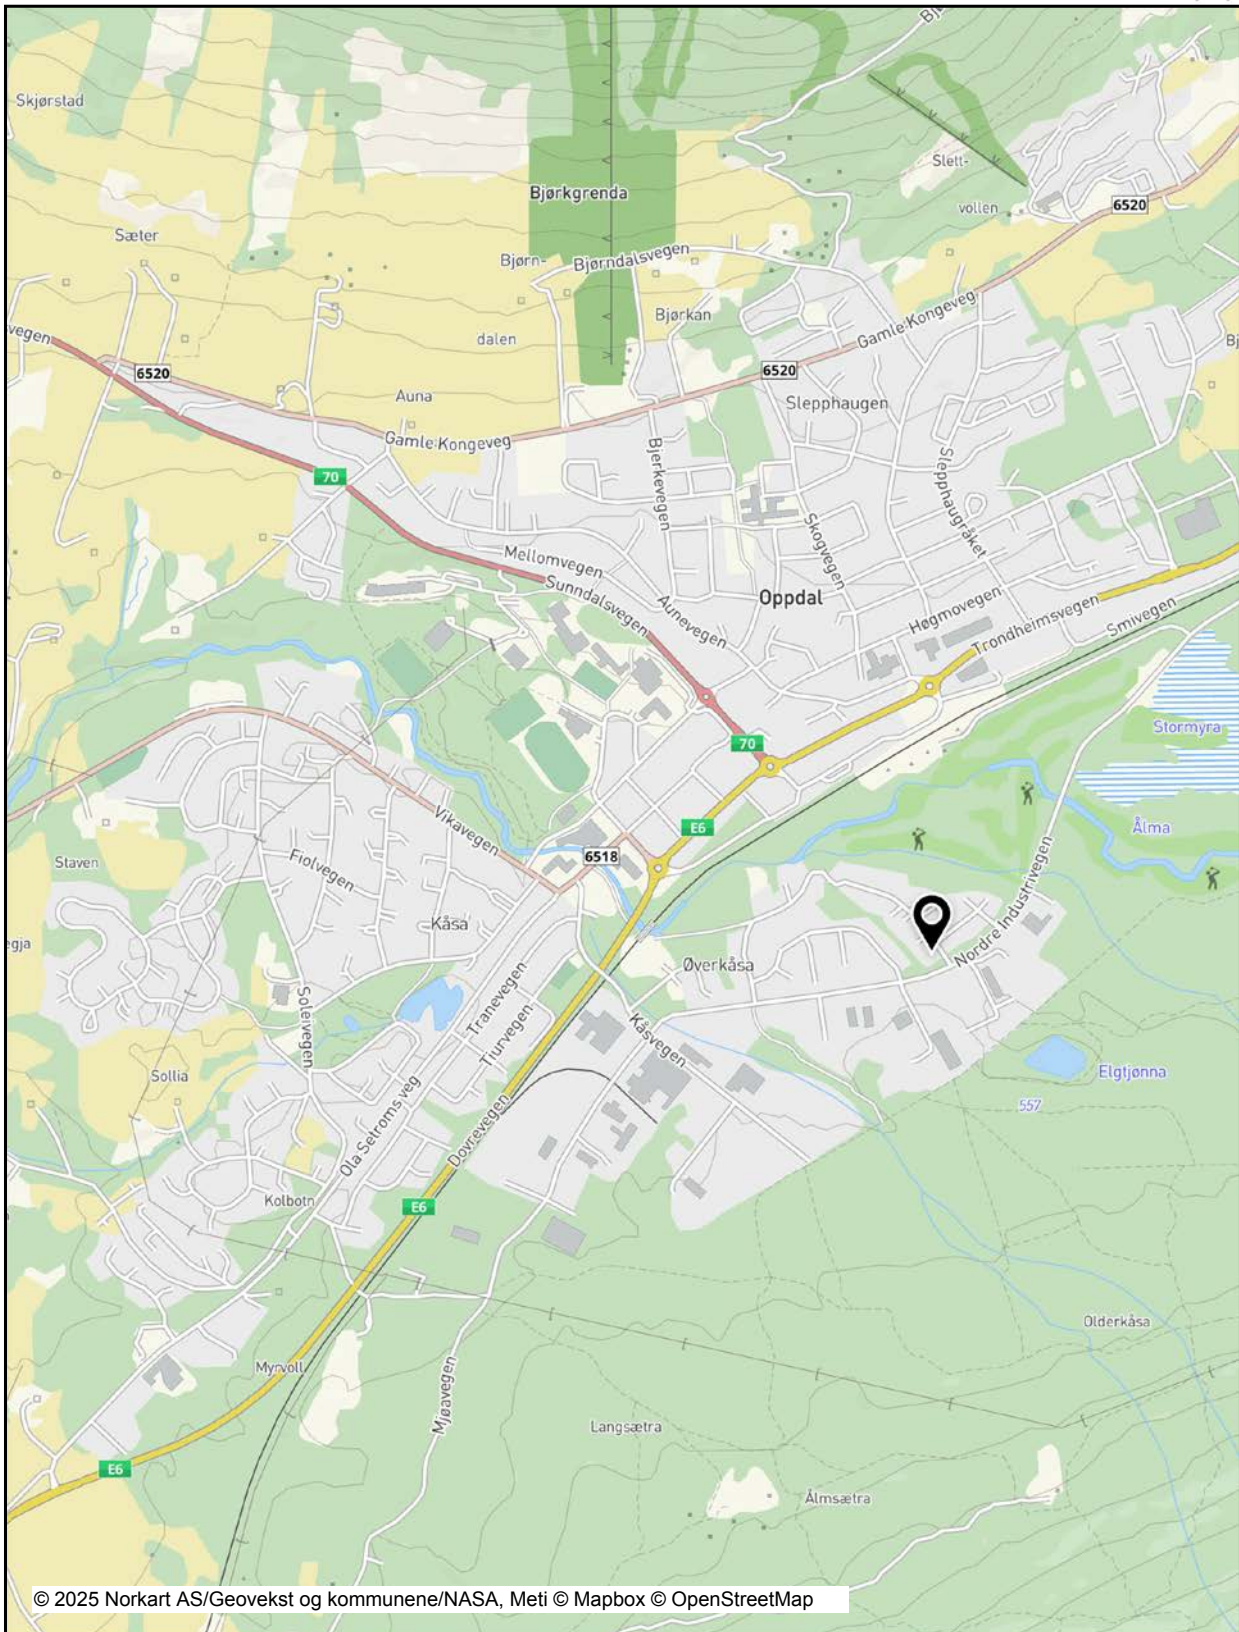 Skjørstad
Bjørkgrenda
Slett-
vollen
6520
Sæter
Bjørn-
dalen
Bjørndalsvegen
Bjørkan
Gamle Kongeveg
vegen
6520
6520
Auna
Slepphaugen
Gamle Kongeveg
70
Bjerkevegen
Slepphaugråket
Skogvegen
Mellomvegen
Sunndalsvegen
Aunevegen
Oppdal
Høgmovegen
Trondheimsvegen
Smivegen
Stormyra
70
E6
Vikavegen
6518
Ålma
Staven
Fiolvegen
Kåsa
egja
Øverkåsa
Nordre Industrivegen
Soleivegen
Tranevegen
Tiurvegen
Kåsvegen
Sollia
Elgtjønna
557
Ola Setroms veg
Dovrevegen
Kolbotn
E6
Olderkåsa
Myrvoll
Mjøavegen
Langsætra
E6
Ålmsætra
© 2025 Norkart AS/Geovekst og kommunene/NASA, Meti © Mapbox © OpenStreetMap